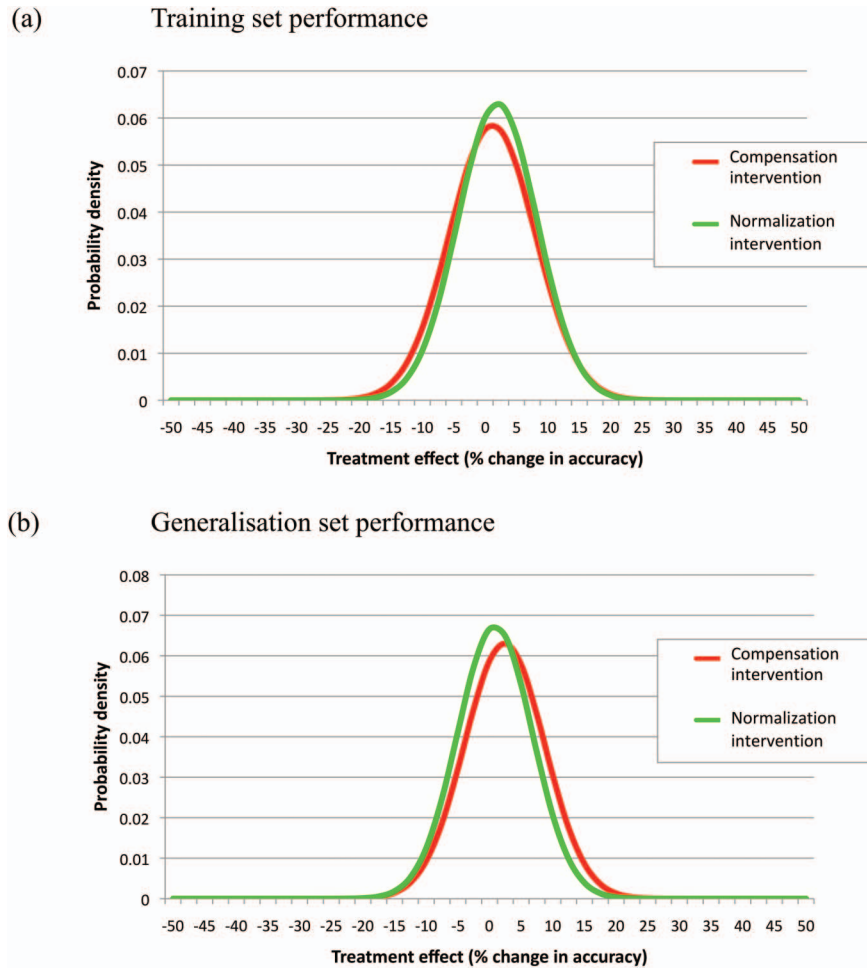 (a) Training set performance
0.07
0.06
0.05
0.04
0.03
0.02
0.01
0
Probability density
Compensation
intervention
Normalization
intervention
-50 -40 -35 -30 -25 -20 -15 -10 -5 0 5 10 15 20 25 30 35 40 45 50
Treatment effect (% change in accuracy)
(b) Generalisation set performance
0.08
0.07
0.06
0.05
0.04
0.03
0.02
0.01
0
Probability density
Compensation
intervention
Normalization
intervention
-50 -40 -35 -30 -25 -20 -15 -10 -5 0 5 10 15 20 25 30 35 40 45 50
Treatment effect (% change in accuracy)